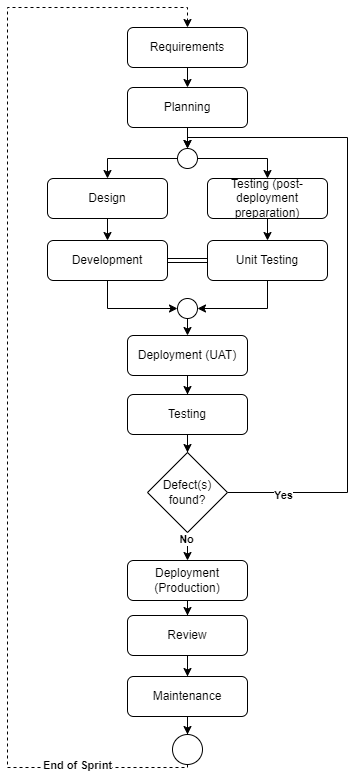 Requirements
Planning
Design
Testing (post-
deployment
preparation)
Development
Unit Testing
Deployment (UAT)
Testing
Defect(s)
found?
Yes
No
Deployment
(Production)
Review
Maintenance
End of Sprint